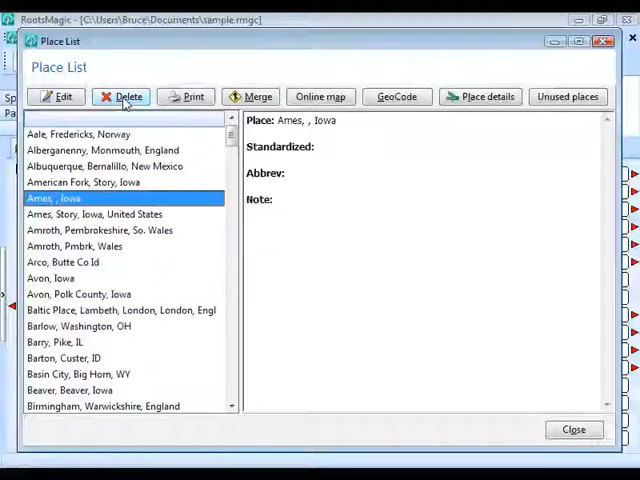 RootsMagic - [C:\Users\Bruce\Documents\sample.rmgc]
Place List
Place List
Edit
Delete
Print
Merge
Online map
GeoCode
Place details
Unused places
Aale, Fredericks, Norway
Alberganenny, Monmouth, England
Albuquerque, Bernalillo, New Mexico
American Fork, Story, Iowa
Ames, , Iowa
Ames, Story, Iowa, United States
Amroth, Pembrokeshire, So. Wales
Amroth, Pmbrk, Wales
Arco, Butte Co Id
Avon, Iowa
Avon, Polk County, Iowa
Baltic Place, Lambeth, London, London, Engl
Barlow, Washington, OH
Barry, Pike, IL
Barton, Custer, ID
Basin City, Big Horn, WY
Beaver, Beaver, Iowa
Birmingham, Warwickshire, England
Place: Ames, , Iowa
Standardized:
Abbrev:
Note:
Close